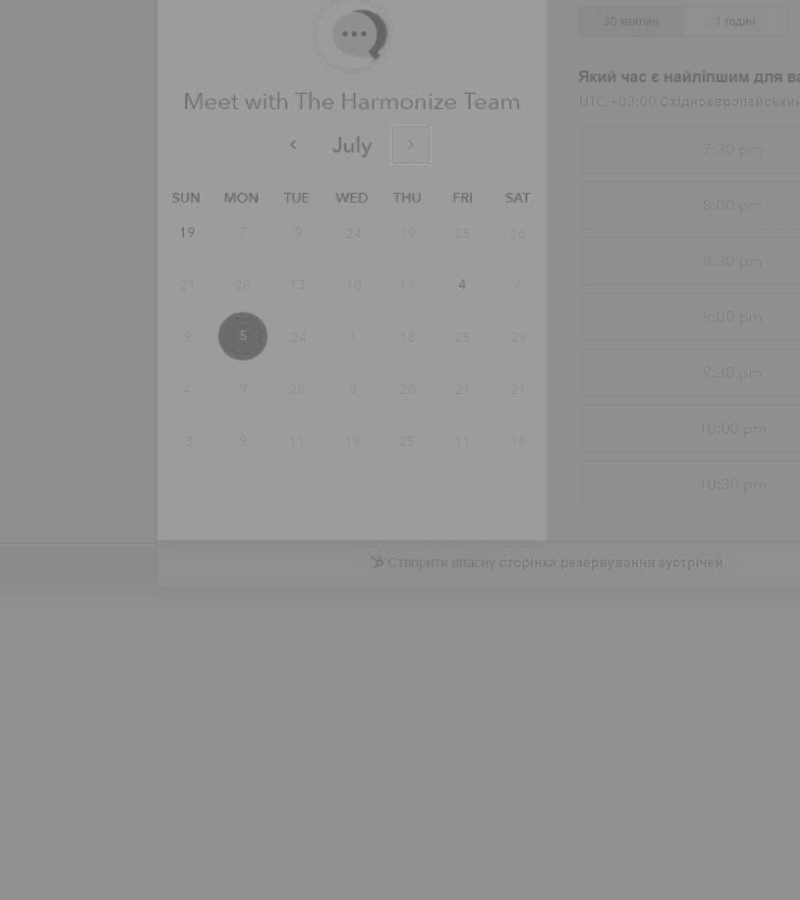 30 хвилин 1 годин
Який час є найліпшим для ва
Meet with The Harmonize Team
UTC +03:00 Східноєвропейський
‹ July ›
7:30 pm
SUN MON TUE WED THU FRI SAT
8:00 pm
19 7 9 24 19 25 26
8:30 pm
21 28 13 10 11 4 7
9:00 pm
9 5 24 1 18 25 29
9:30 pm
4 9 28 8 28 21 21
10:00 pm
3 9 11 19 25 11 16
10:30 pm
Створити власну сторінка резервування зустрічей